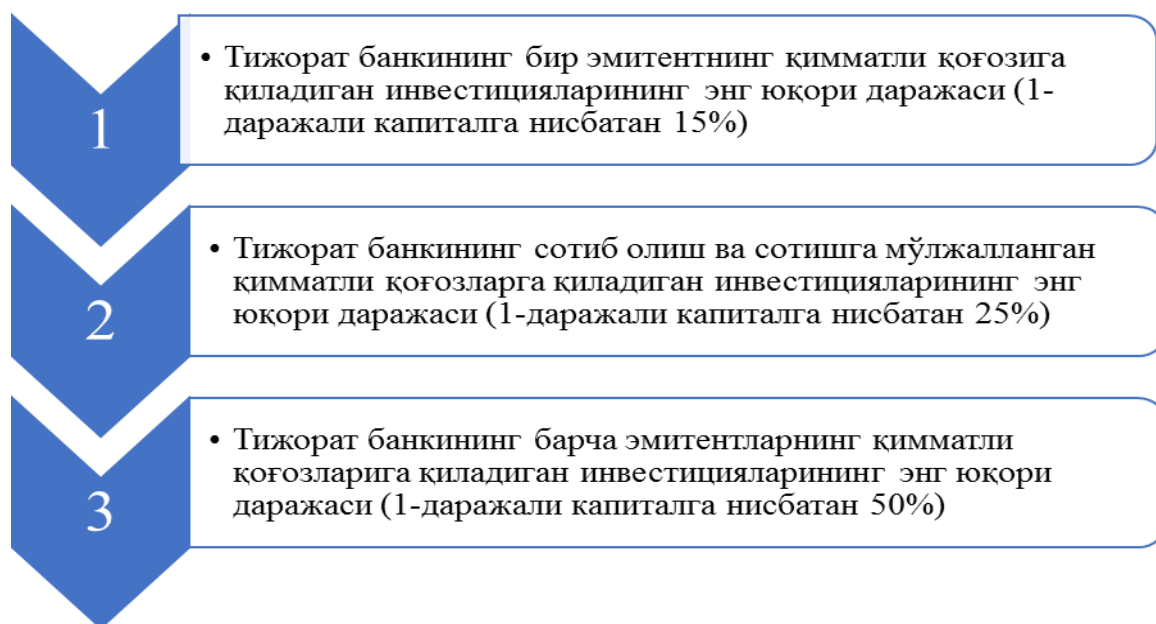 1
• Тижорат банкининг бир эмитентнинг қимматли қоғозига
қиладиган инвестицияларининг энг юқори даражаси (1-
даражали капиталга нисбатан 15%)
2
• Тижорат банкининг сотиб олиш ва сотишга мўлжалланган
қимматли қоғозларга қиладиган инвестицияларининг энг
юқори даражаси (1-даражали капиталга нисбатан 25%)
3
• Тижорат банкининг барча эмитентларнинг қимматли
қоғозларига қиладиган инвестицияларининг энг юқори
даражаси (1-даражали капиталга нисбатан 50%)